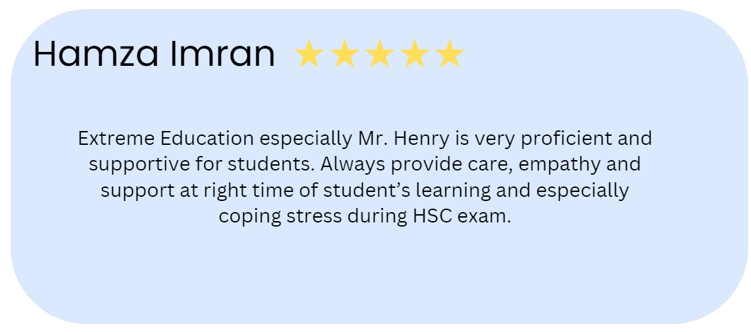 Hamza Imran ★★★★★
Extreme Education especially Mr. Henry is very proficient and
supportive for students. Always provide care, empathy and
support at right time of student’s learning and especially
coping stress during HSC exam.